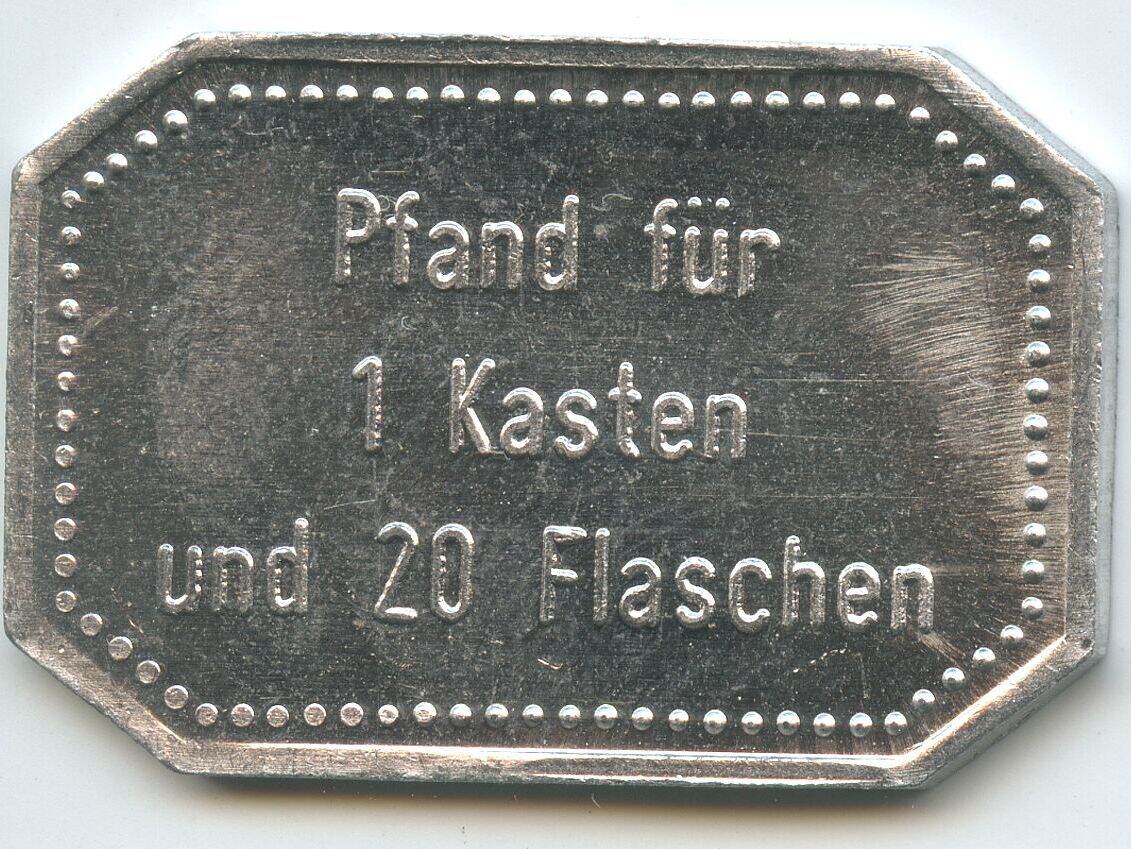 Pfand für
1 Kasten
und 20 Flaschen